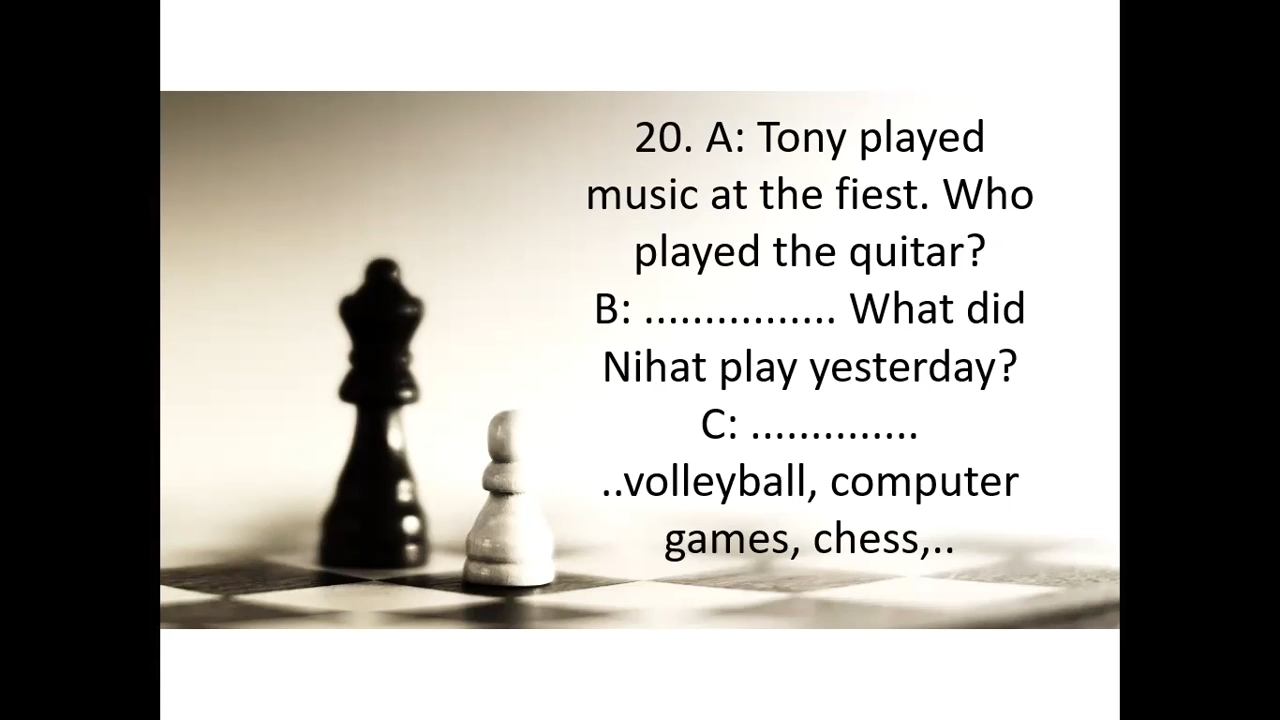 20. A: Tony played
music at the fiest. Who
played the quitar?
B: ................ What did
Nihat play yesterday?
C: ..............
..volleyball, computer
games, chess,..